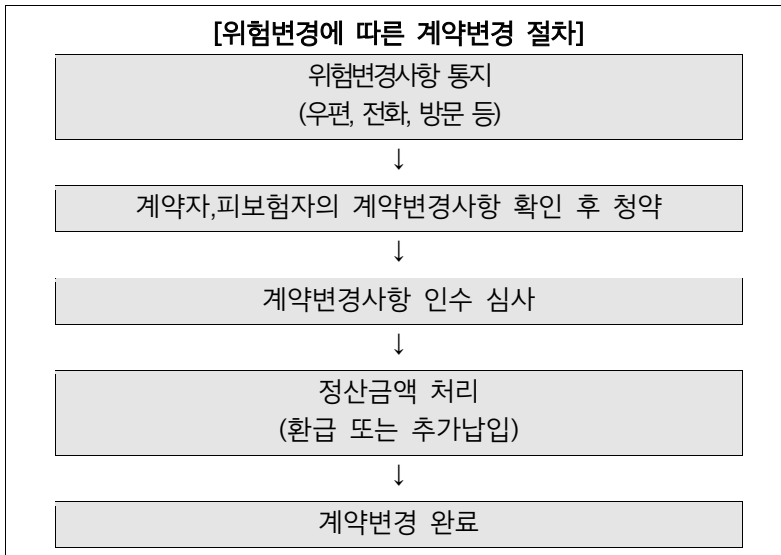 [위험변경에 따른 계약변경 절차]
위험변경사항 통지
(우편, 전화, 방문 등)
↓
계약자,피보험자의 계약변경사항 확인 후 청약
↓
계약변경사항 인수 심사
↓
정산금액 처리
(환급 또는 추가납입)
↓
계약변경 완료